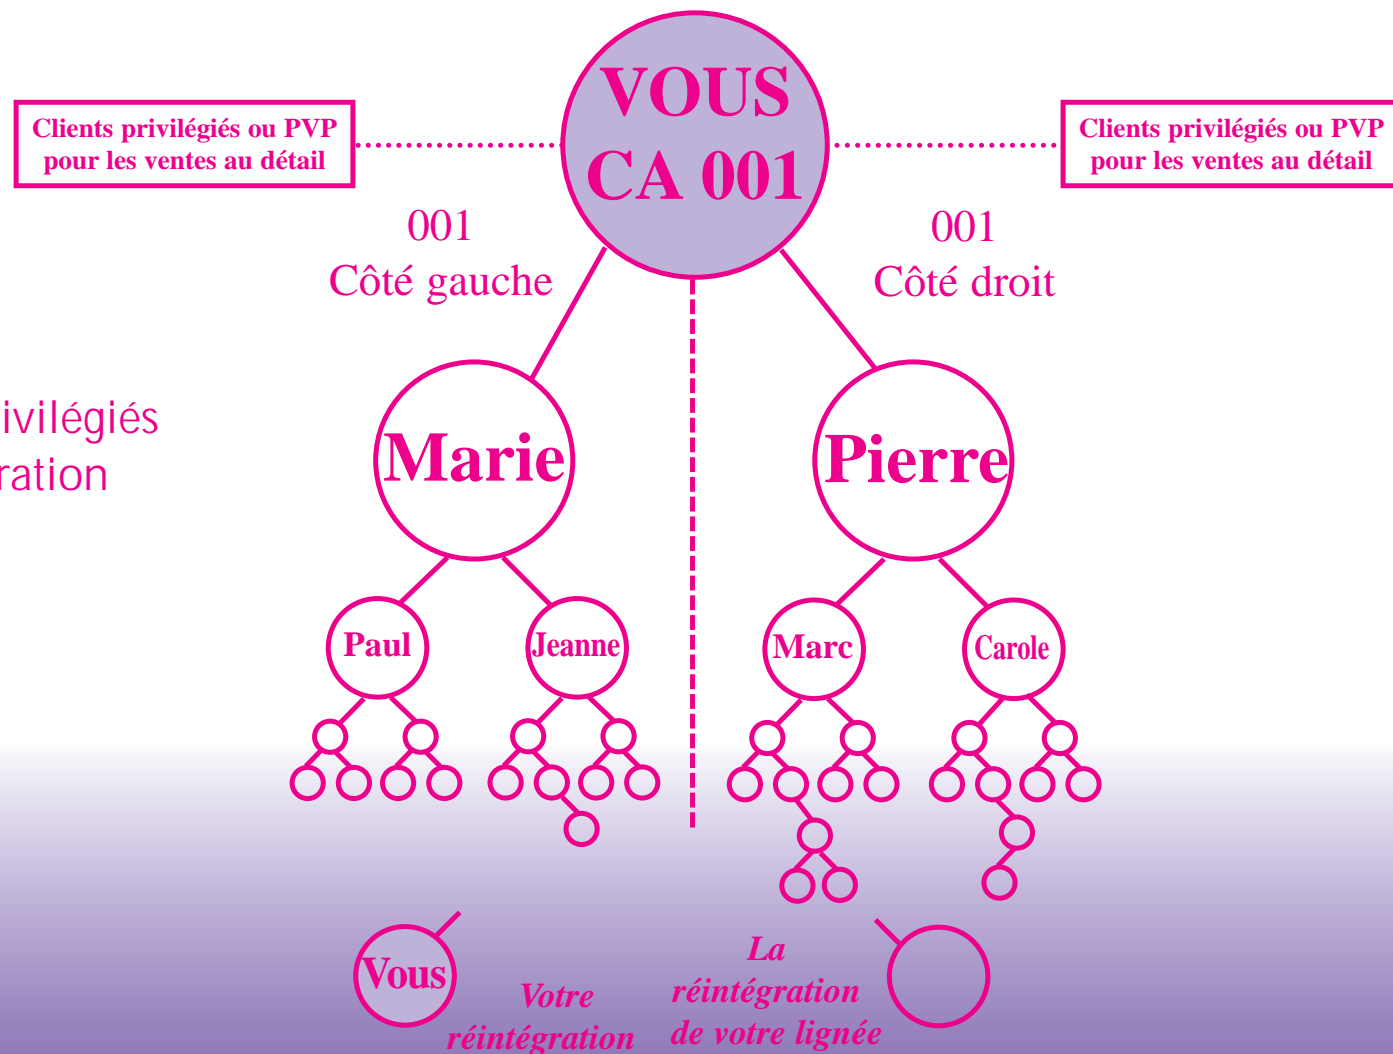 VOUS
CA 001
Clients privilégiés ou PVP
pour les ventes au détail
Clients privilégiés ou PVP
pour les ventes au détail
001
Côté gauche
001
Côté droit
ivilégiés
ration
Marie
Pierre
Paul
Jeanne
Marc
Carole
Vous
Votre
réintégration
La
réintégration
de votre lignée